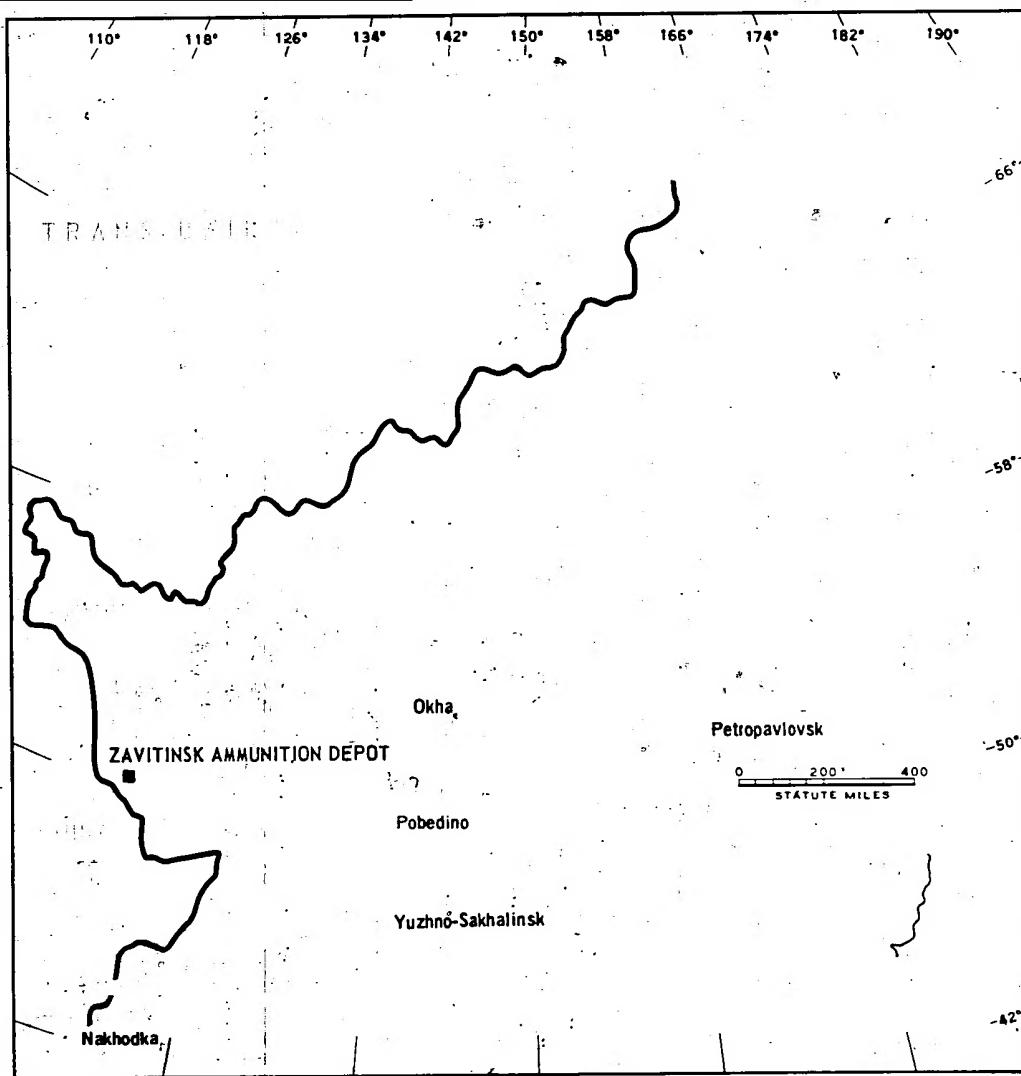 110° 118° 126° 134° 142° 150° 158° 166° 174° 182° 190°
-66°
-58°
Okha
Petropavlovsk
-50°
ZAVITINSK AMMUNITION DEPOT
0 200 400
STATUTE MILES
Pobedino
Yuzhno-Sakhalinsk
-42°
Nakhodka